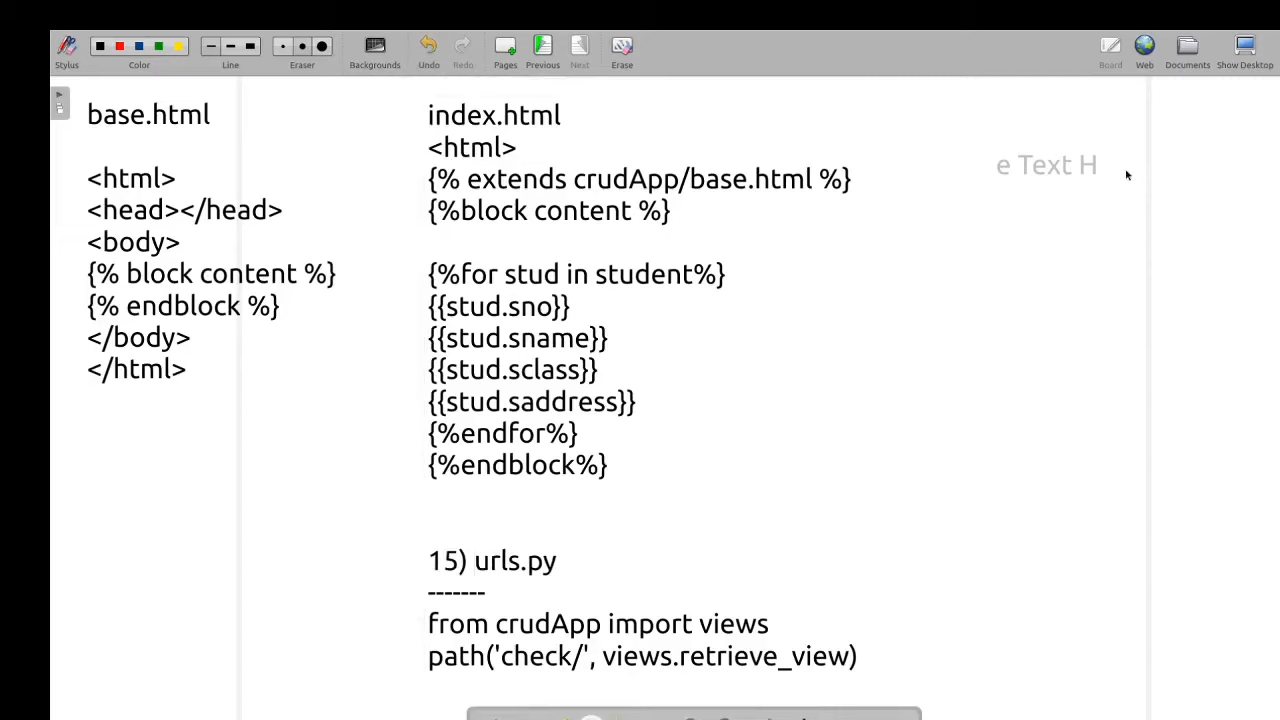 Stylus
Color
Line
Eraser
Backgrounds
Undo
Redo
Pages
Previous
Next
Erase
Board
Web
Documents
Show Desktop
base.html
<html>
<head></head>
<body>
{% block content %}
{% endblock %}
</body>
</html>
index.html
<html>
{% extends crudApp/base.html %}
{%block content %}
{%for stud in student%}
{{stud.sno}}
{{stud.sname}}
{{stud.sclass}}
{{stud.saddress}}
{%endfor%}
{%endblock%}
15) urls.py
-------
from crudApp import views
path('check/', views.retrieve_view)
e Text H